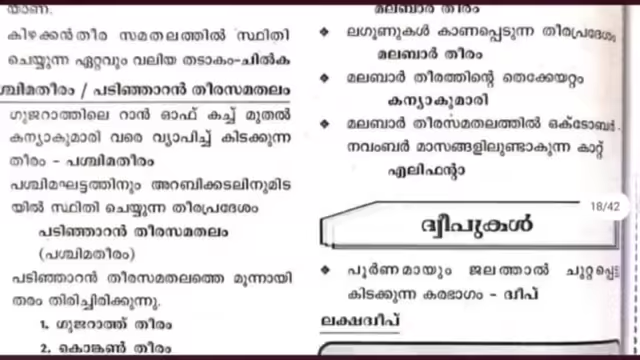 യാണ്.
കിഴക്കൻതീര സമതലത്തിൽ സ്ഥിതി
ചെയ്യുന്ന ഏറ്റവും വലിയ തടാകം-ചിൽക
പശ്ചിമതീരം / പടിഞ്ഞാറൻ തീരസമതലം
ഗുജറാത്തിലെ റാൻ ഓഫ് കച്ച് മുതൽ
കന്യാകുമാരി വരെ വ്യാപിച്ച് കിടക്കുന്ന
തീരം - പശ്ചിമതീരം
പശ്ചിമഘട്ടത്തിനും അറബിക്കടലിനുമിട
യിൽ സ്ഥിതി ചെയ്യുന്ന തീരപ്രദേശം
പടിഞ്ഞാറൻ തീരസമതലം
(പശ്ചിമതീരം)
പടിഞ്ഞാറൻ തീരസമതലത്തെ മൂന്നായി
തരം തിരിച്ചിരിക്കുന്നു.
1. ഗുജറാത്ത് തീരം
2. കൊങ്കൺ തീരം
മലബാർ തീരം
❖ ലഗൂണുകൾ കാണപ്പെടുന്ന തീരപ്രദേശം
മലബാർ തീരം
❖ മലബാർ തീരത്തിന്റെ തെക്കേയറ്റം
കന്യാകുമാരി
❖ മലബാർ തീരസമതലത്തിൽ ഒക്ടോബർ-
നവംബർ മാസങ്ങളിലുണ്ടാകുന്ന കാറ്റ്
എലിഫന്റാ
18/42
ദ്വീപുകൾ
❖ പൂർണമായും ജലത്താൽ ചുറ്റപ്പെട്ട
കിടക്കുന്ന കരഭാഗം - ദ്വീപ്
ലക്ഷദ്വീപ്